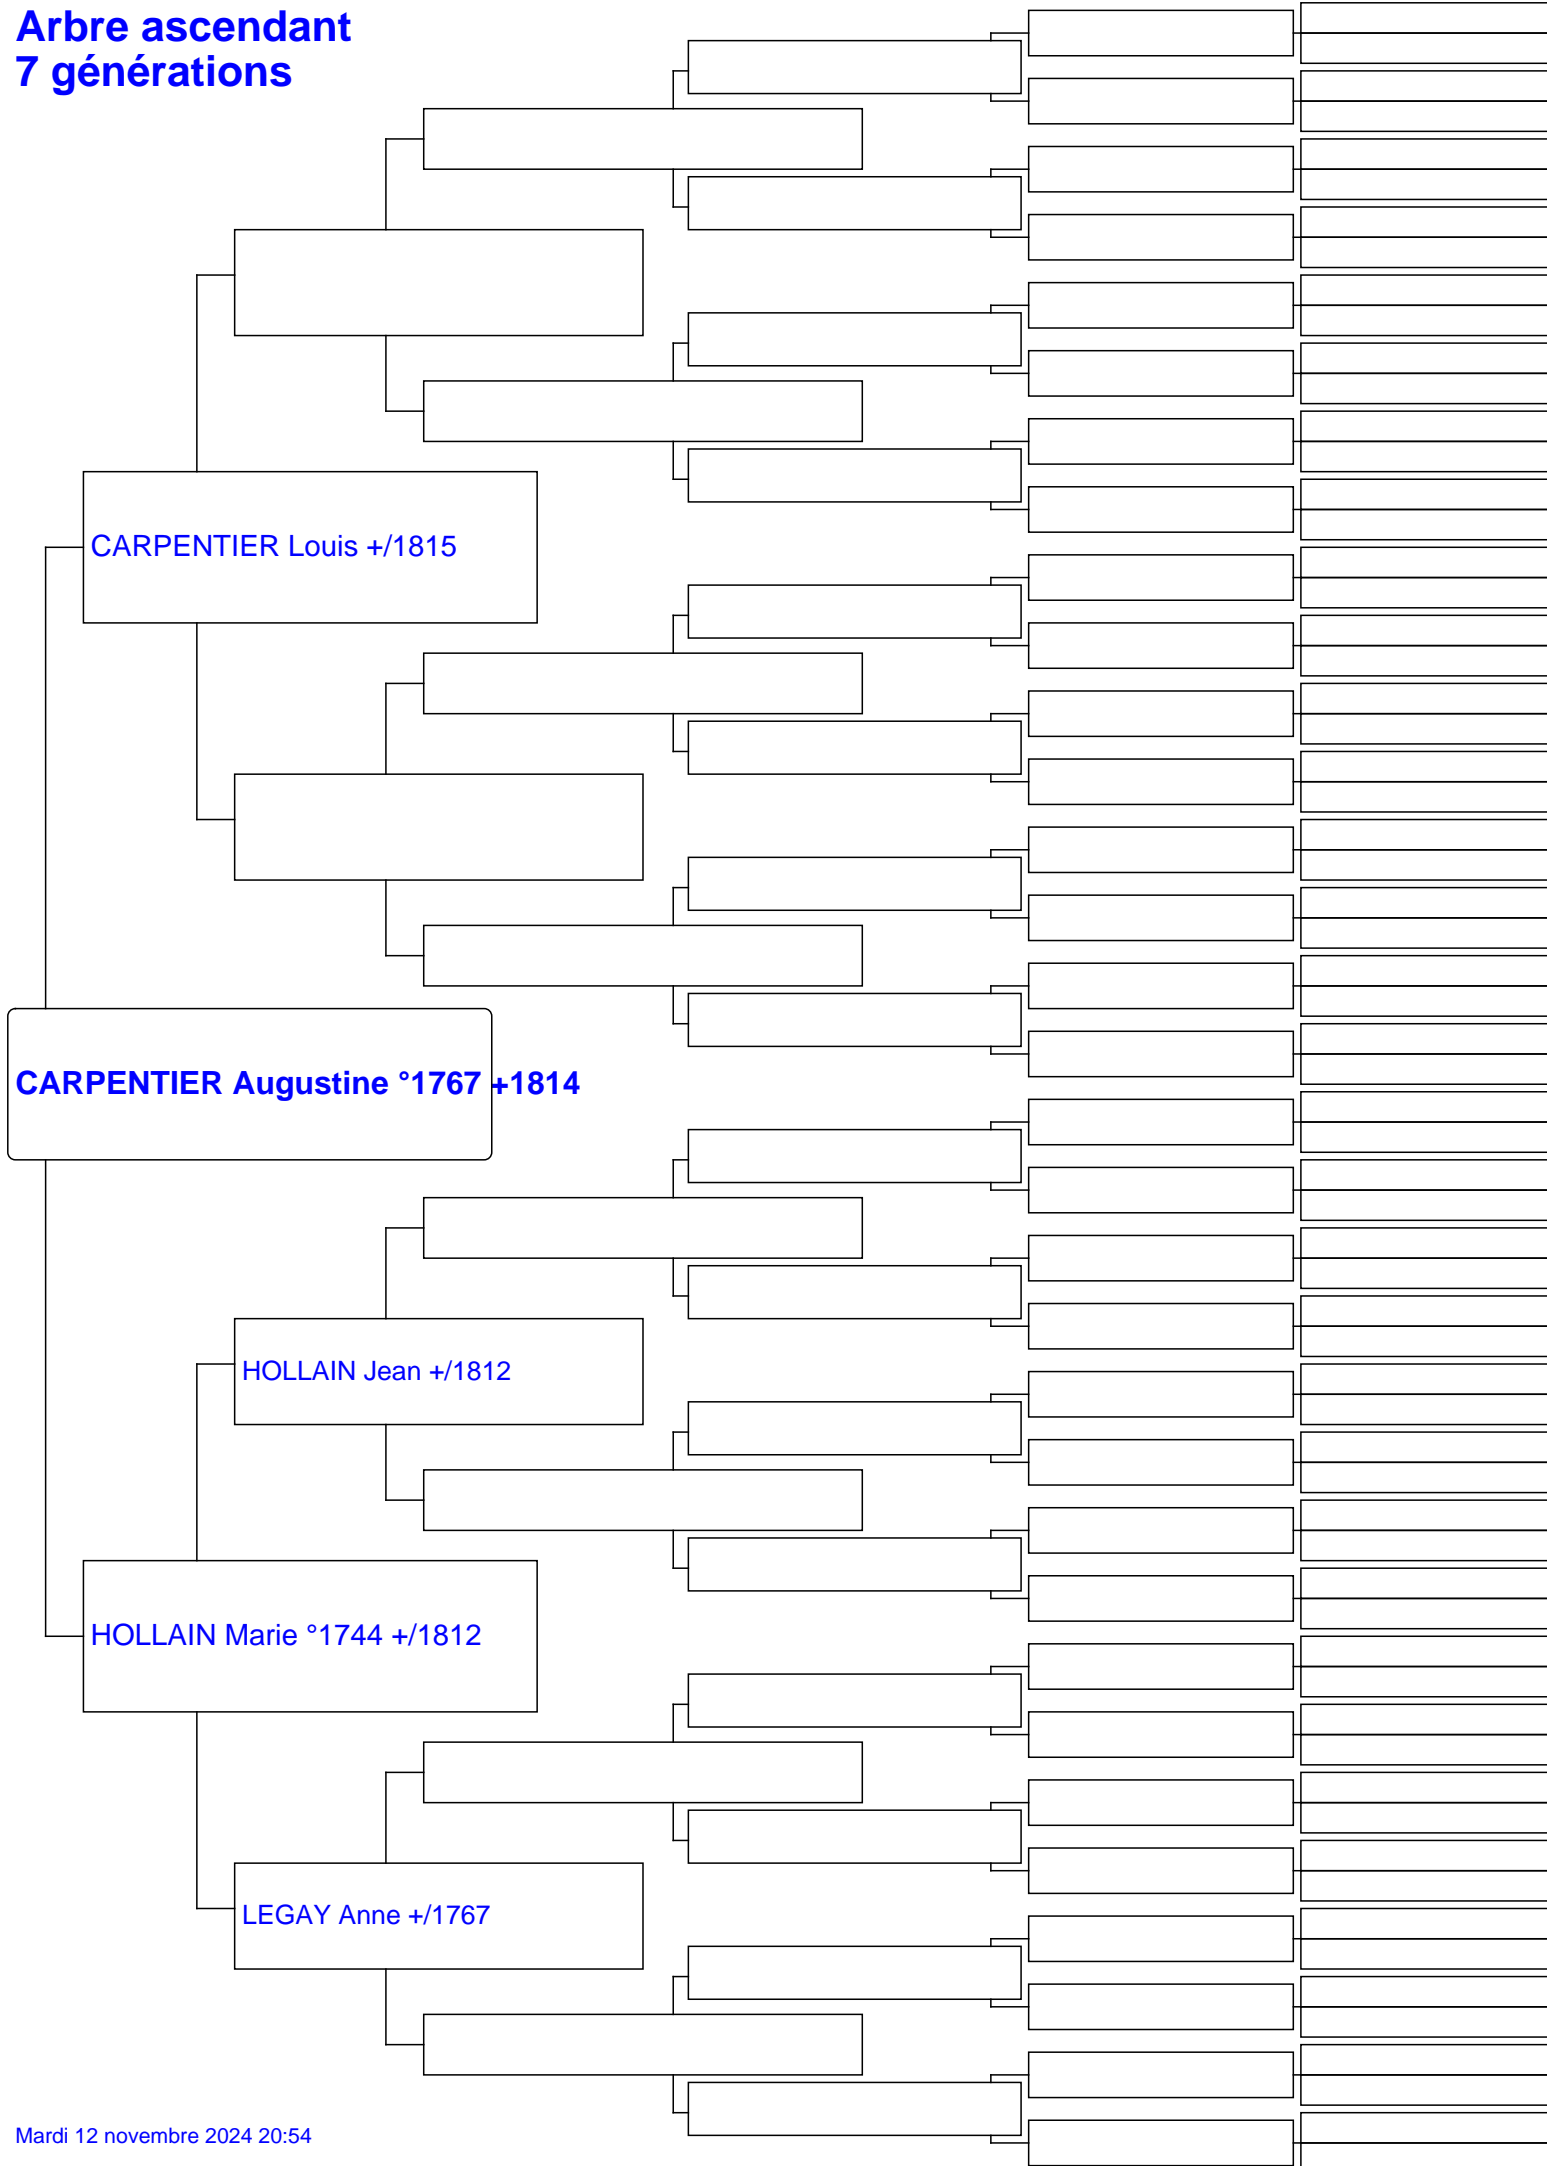 Arbre ascendant
7 générations
CARPENTIER Louis +/1815
CARPENTIER Augustine °1767 +1814
HOLLAIN Jean +/1812
HOLLAIN Marie °1744 +/1812
LEGAY Anne +/1767
Mardi 12 novembre 2024 20:54